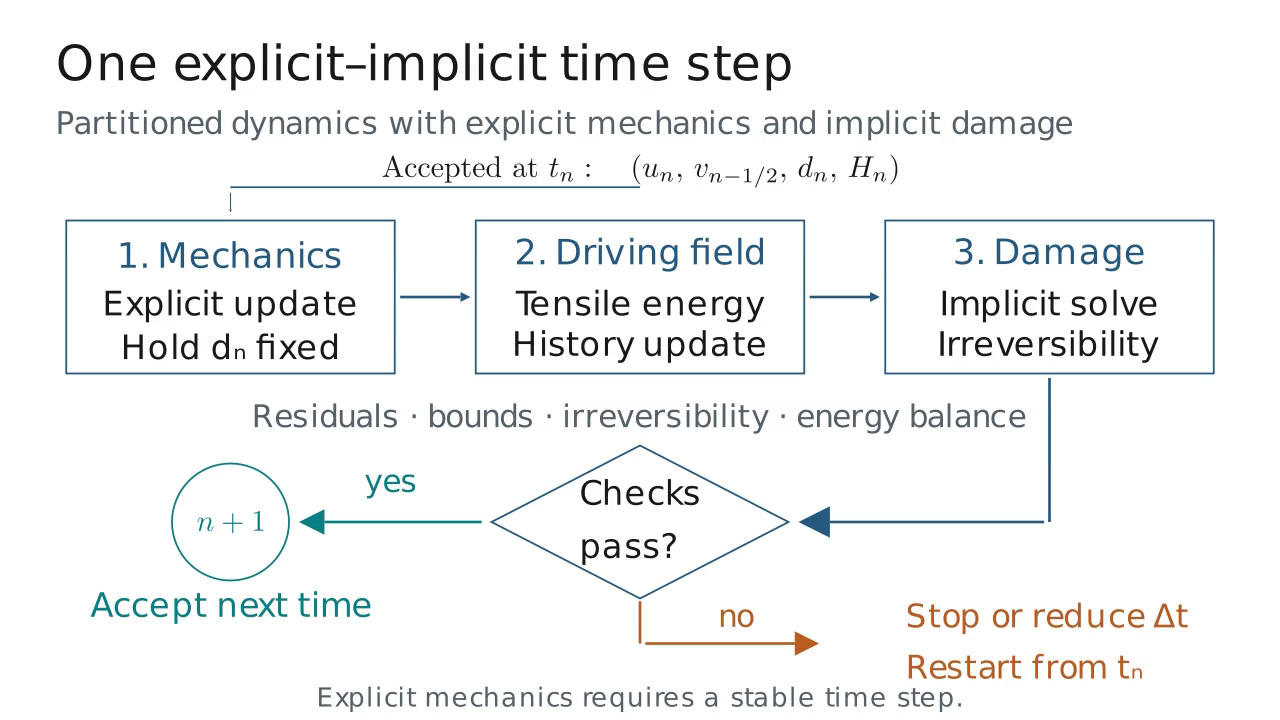 One explicit–implicit time step
Partitioned dynamics with explicit mechanics and implicit damage
Accepted at tₙ : (uₙ, vₙ₋₁/₂, dₙ, Hₙ)
1. Mechanics
Explicit update
Hold dₙ fixed
2. Driving field
Tensile energy
History update
3. Damage
Implicit solve
Irreversibility
Residuals · bounds · irreversibility · energy balance
yes
Checks
pass?
n + 1
Accept next time
no
Stop or reduce Δt
Restart from tₙ
Explicit mechanics requires a stable time step.